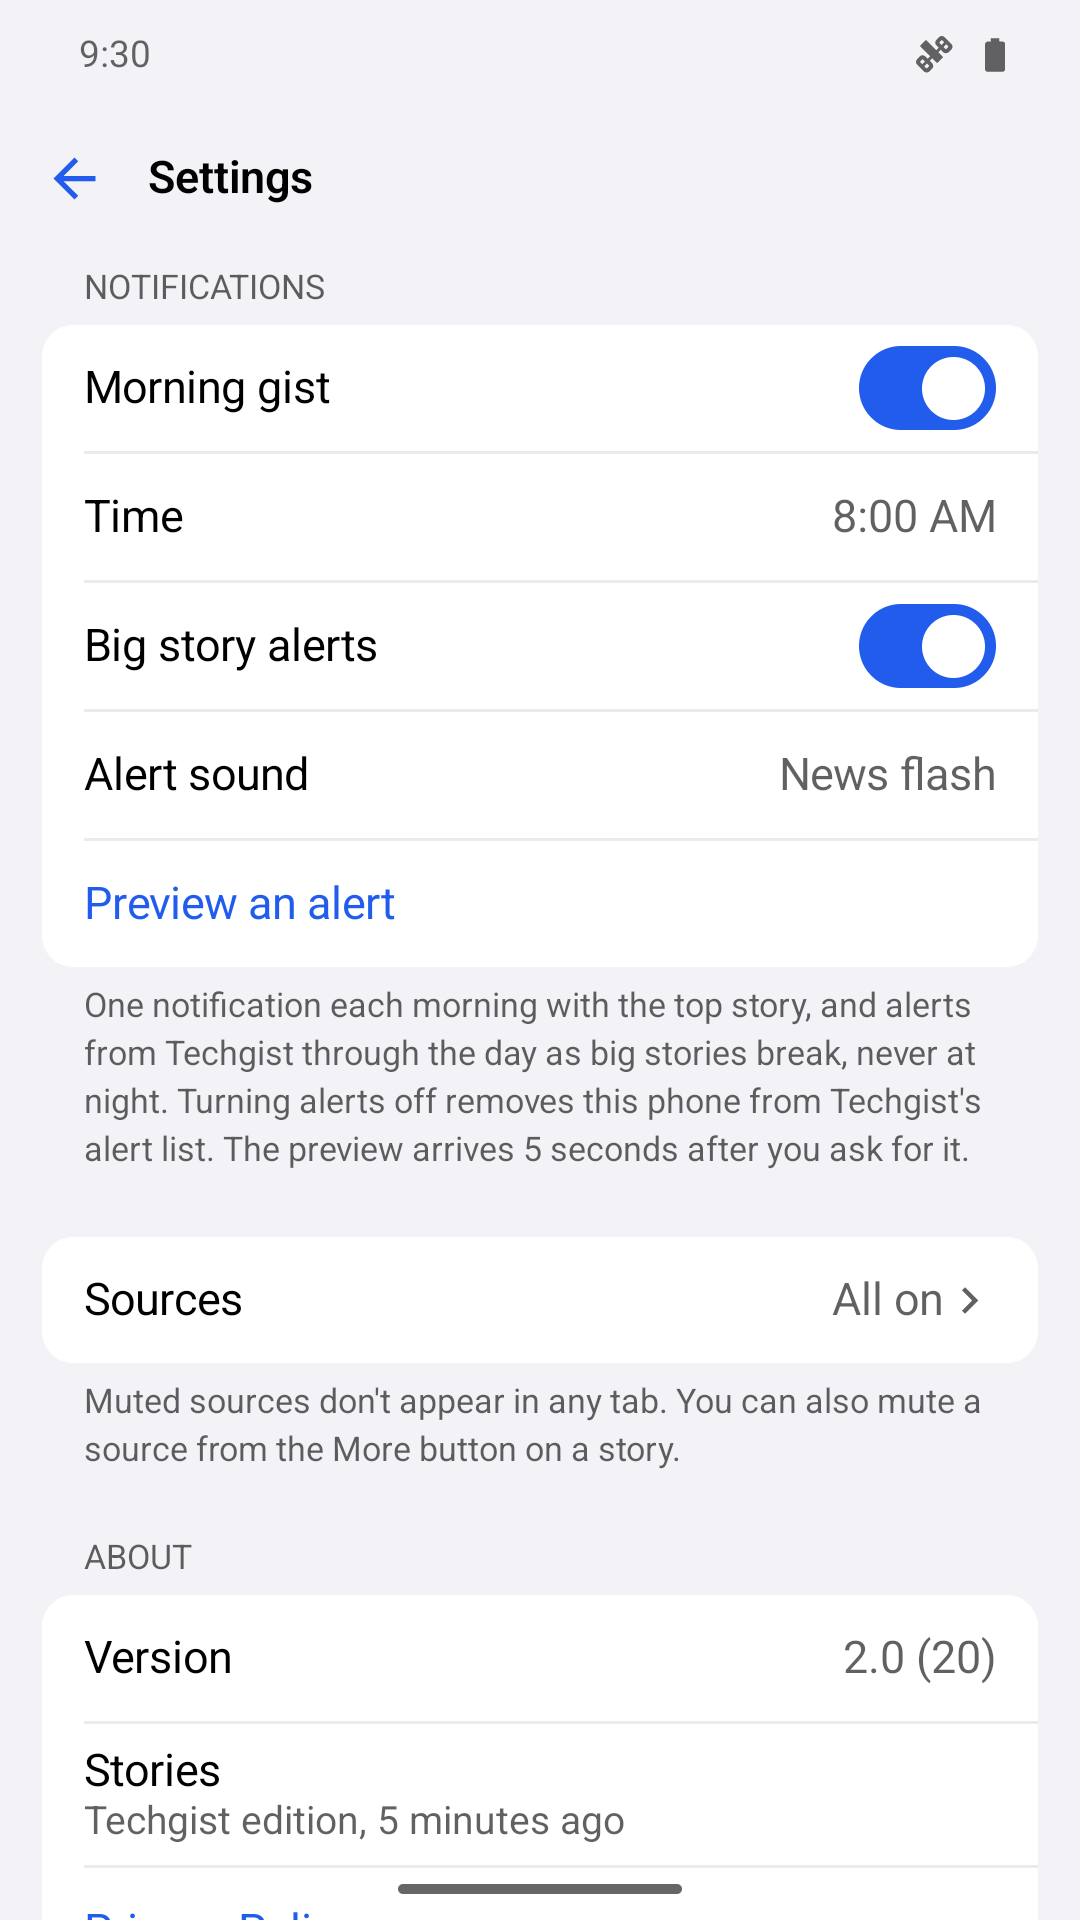 9:30
Settings
NOTIFICATIONS
Morning gist
Time 8:00 AM
Big story alerts
Alert sound News flash
Preview an alert
One notification each morning with the top story, and alerts
from Techgist through the day as big stories break, never at
night. Turning alerts off removes this phone from Techgist's
alert list. The preview arrives 5 seconds after you ask for it.
Sources All on
Muted sources don't appear in any tab. You can also mute a
source from the More button on a story.
ABOUT
Version 2.0 (20)
Stories
Techgist edition, 5 minutes ago